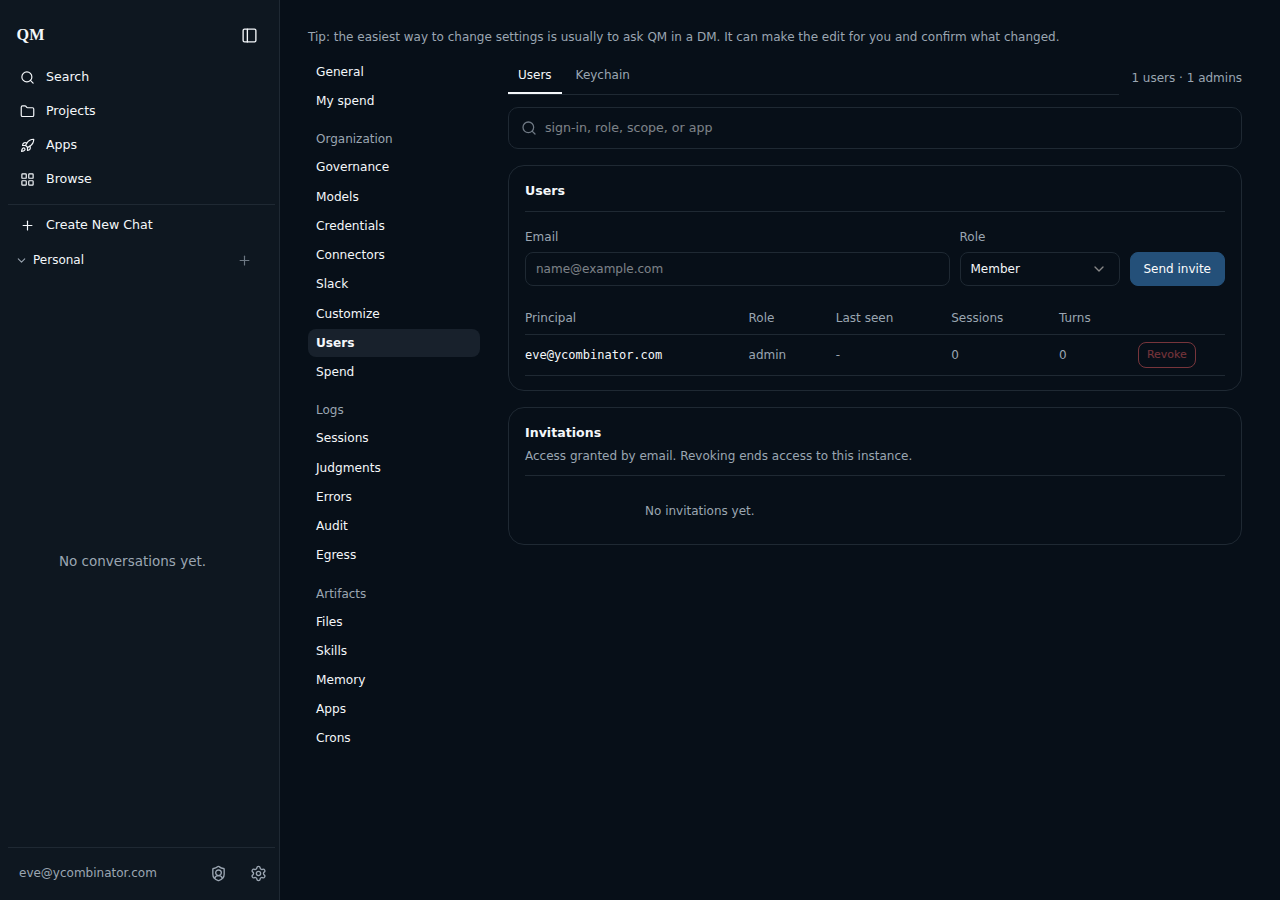 QM
Search
Projects
Apps
Browse
Create New Chat
Personal
No conversations yet.
eve@ycombinator.com
Tip: the easiest way to change settings is usually to ask QM in a DM. It can make the edit for you and confirm what changed.
General
My spend
Organization
Governance
Models
Credentials
Connectors
Slack
Customize
Users
Spend
Logs
Sessions
Judgments
Errors
Audit
Egress
Artifacts
Files
Skills
Memory
Apps
Crons
Users Keychain 1 users · 1 admins
sign-in, role, scope, or app
Users
Email Role
name@example.com Member Send invite
Principal Role Last seen Sessions Turns
eve@ycombinator.com admin - 0 0 Revoke
Invitations
Access granted by email. Revoking ends access to this instance.
No invitations yet.